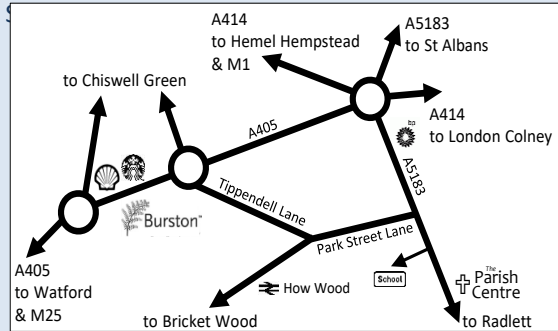 S
A414
to Hemel Hempstead
& M1
A5183
to St Albans
to Chiswell Green
A405
bp
A414
to London Colney
A5183
Burston™
Tippendell Lane
Park Street Lane
A405
to Watford
& M25
How Wood
School
The
Parish
Centre
to Bricket Wood
to Radlett